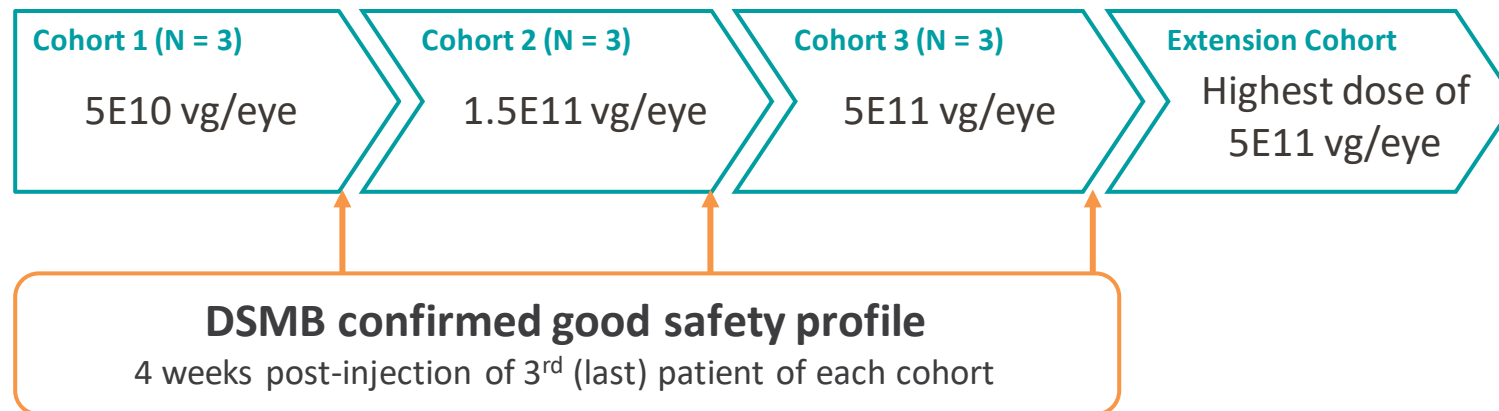 Cohort 1 (N = 3)
5E10 vg/eye
Cohort 2 (N = 3)
1.5E11 vg/eye
Cohort 3 (N = 3)
5E11 vg/eye
Extension Cohort
Highest dose of
5E11 vg/eye
DSMB confirmed good safety profile
4 weeks post-injection of 3rd (last) patient of each cohort